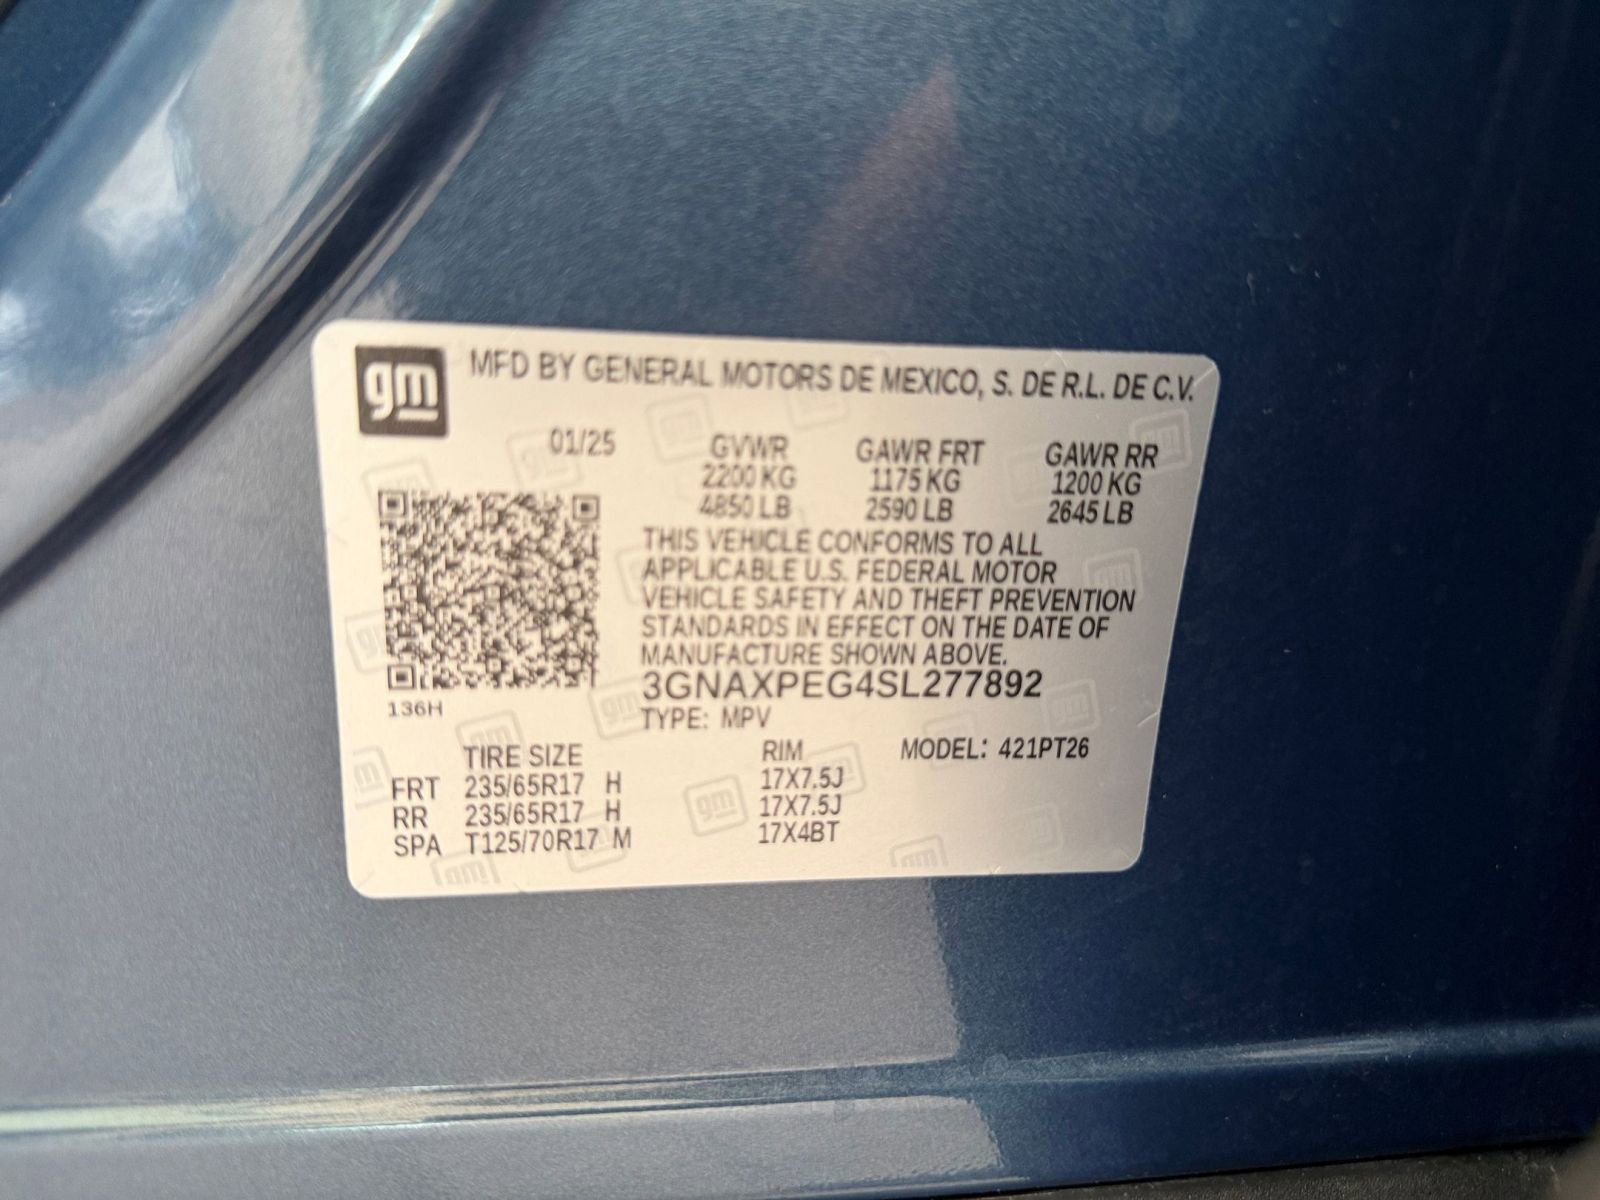 gm MFD BY GENERAL MOTORS DE MEXICO, S. DE R.L. DE C.V.
01/25 GVWR GAWR FRT GAWR RR
2200 KG 1175 KG 1200 KG
4850 LB 2590 LB 2645 LB
THIS VEHICLE CONFORMS TO ALL
APPLICABLE U.S. FEDERAL MOTOR
VEHICLE SAFETY AND THEFT PREVENTION
STANDARDS IN EFFECT ON THE DATE OF
MANUFACTURE SHOWN ABOVE.
3GNAXPEG4SL277892
136H
TYPE: MPV
TIRE SIZE RIM MODEL: 421PT26
FRT 235/65R17 H 17X7.5J
RR 235/65R17 H 17X7.5J
SPA T125/70R17 M 17X4BT